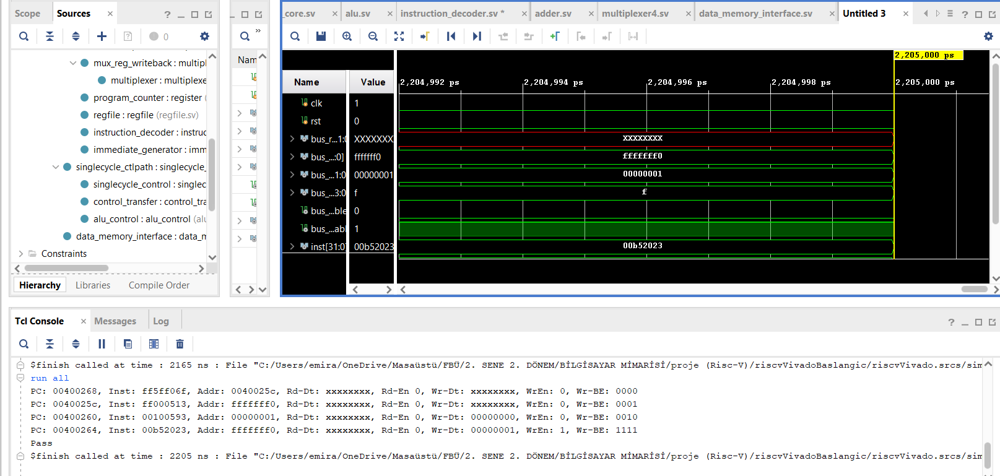 Scope
Sources
0
mux_reg_writeback : multipl
multiplexer : multiplexe
program_counter : register (
regfile : regfile (regfile.sv)
instruction_decoder : instruc
immediate_generator : imm
singlecycle_ctlpath : singlecycle_
singlecycle_control : singlec
control_transfer : control_tra
alu_control : alu_control (alu
data_memory_interface : data_m
Constraints
Hierarchy
Libraries
Compile Order
Nam
_core.sv
alu.sv
instruction_decoder.sv *
adder.sv
multiplexer4.sv
data_memory_interface.sv
Untitled 3
2,205,000 ps
Name
Value
2,204,992 ps
2,204,994 ps
2,204,996 ps
2,204,998 ps
2,205,000 ps
clk 1
rst 0
bus_r...1:0 XXXXXXX XXXXXXXX
bus_...:0] fffffff0 fffffff0
bus_...1:0 00000001 00000001
bus_...3:0 f f
bus_...ble 0
bus_...abl 1
inst[31:0] 00b52023 00b52023
Tcl Console
Messages
Log
$finish called at time : 2165 ns : File "C:/Users/emira/OneDrive/Masaüstü/FBÜ/2. SENE 2. DÖNEM/BİLGİSAYAR MİMARİSİ/proje (Risc-V)/riscvVivadoBaslangic/riscvVivado.srcs/sim
run all
PC: 00400268, Inst: ff5ff06f, Addr: 0040025c, Rd-Dt: xxxxxxxx, Rd-En 0, Wr-Dt: xxxxxxxx, WrEn: 0, Wr-BE: 0000
PC: 0040025c, Inst: ff000513, Addr: fffffff0, Rd-Dt: xxxxxxxx, Rd-En 0, Wr-Dt: xxxxxxxx, WrEn: 0, Wr-BE: 0001
PC: 00400260, Inst: 00100593, Addr: 00000001, Rd-Dt: xxxxxxxx, Rd-En 0, Wr-Dt: 00000000, WrEn: 0, Wr-BE: 0010
PC: 00400264, Inst: 00b52023, Addr: fffffff0, Rd-Dt: xxxxxxxx, Rd-En 0, Wr-Dt: 00000001, WrEn: 1, Wr-BE: 1111
Pass
$finish called at time : 2205 ns : File "C:/Users/emira/OneDrive/Masaüstü/FBÜ/2. SENE 2. DÖNEM/BİLGİSAYAR MİMARİSİ/proje (Risc-V)/riscvVivadoBaslangic/riscvVivado.srcs/sim